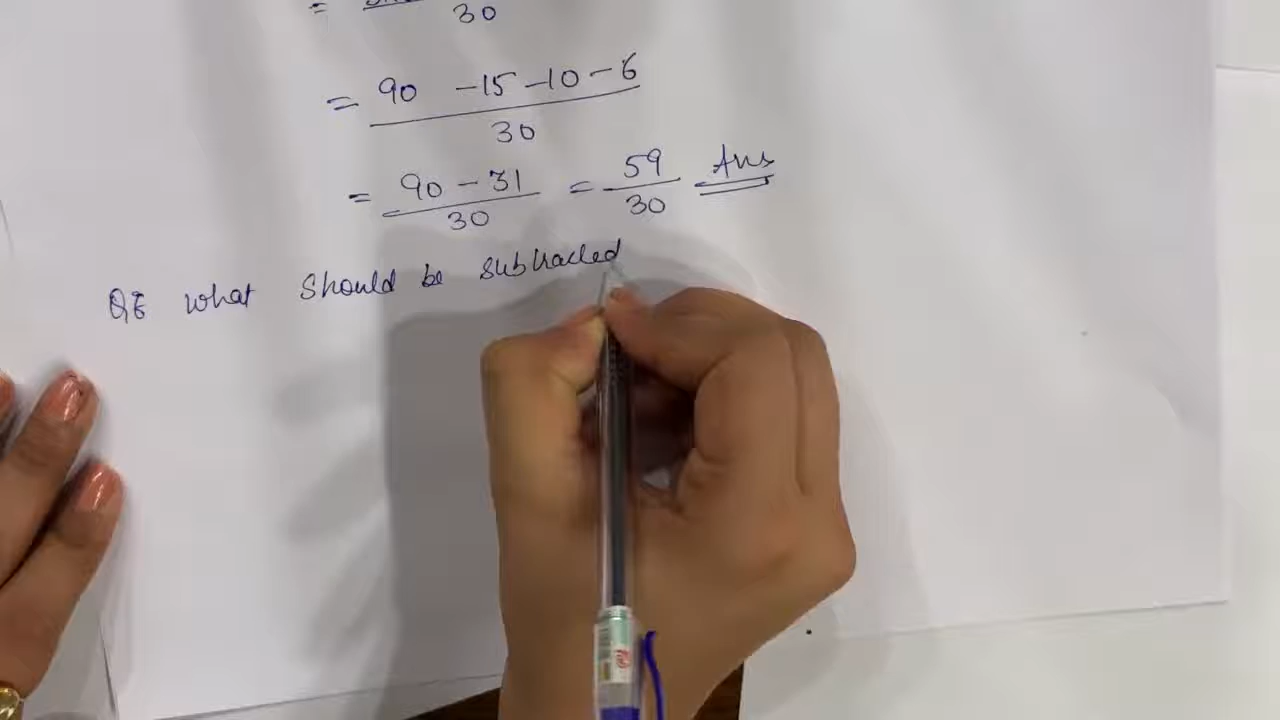 =
30
= 90 -15 -10 - 6
30
= 90 - 31 = 59 Ans
30 30
Q8 what should be subtracted